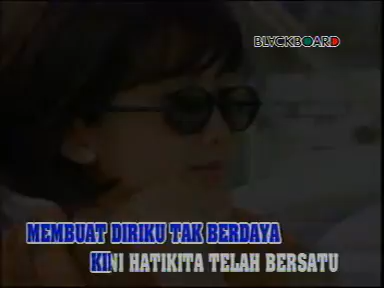 BLACKBOARD
MEMBUAT DIRIKU TAK BERDAYA
KINI HATIKITA TELAH BERSATU